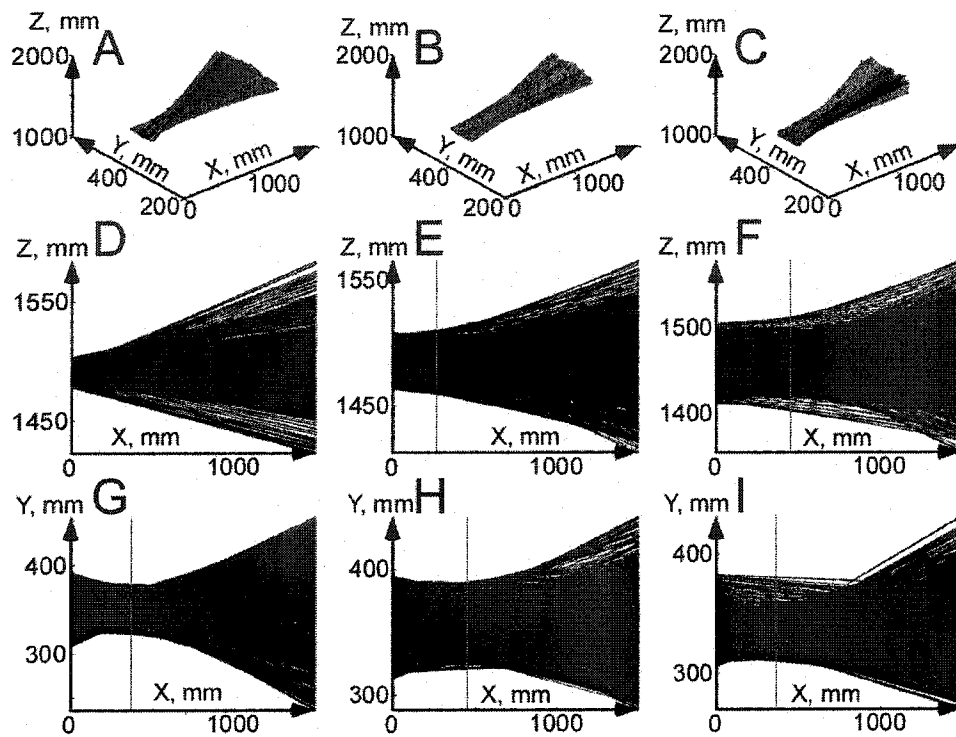 Z, mm A
2000
1000
Y, mm
400
200
0
X, mm
1000
Z, mm B
2000
1000
Y, mm
400
200
0
X, mm
1000
Z, mm C
2000
1000
Y, mm
400
200
0
X, mm
1000
Z, mm D
1550
1450
X, mm
0 1000
Z, mm E
1550
1450
X, mm
0 1000
Z, mm F
1500
1400
X, mm
0 1000
Y, mm G
400
300
X, mm
0 1000
Y, mm H
400
300
X, mm
0 1000
Y, mm I
400
300
X, mm
0 1000